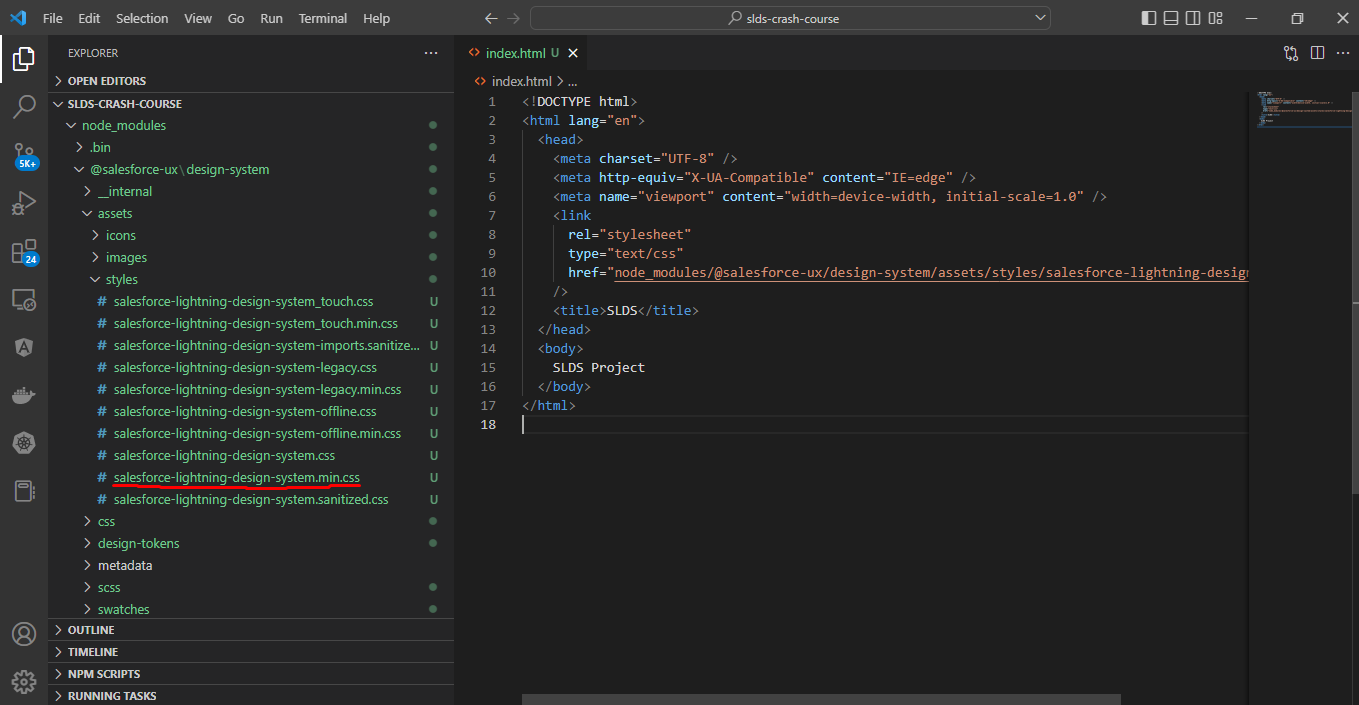 File Edit Selection View Go Run Terminal Help
slds-crash-course
EXPLORER
OPEN EDITORS
SLDS-CRASH-COURSE
node_modules
.bin
@salesforce-ux\design-system
__internal
assets
icons
images
styles
# salesforce-lightning-design-system_touch.css U
# salesforce-lightning-design-system_touch.min.css U
# salesforce-lightning-design-system-imports.sanitize... U
# salesforce-lightning-design-system-legacy.css U
# salesforce-lightning-design-system-legacy.min.css U
# salesforce-lightning-design-system-offline.css U
# salesforce-lightning-design-system-offline.min.css U
# salesforce-lightning-design-system.css U
# salesforce-lightning-design-system.min.css U
# salesforce-lightning-design-system.sanitized.css U
css
design-tokens
metadata
scss
swatches
OUTLINE
TIMELINE
NPM SCRIPTS
RUNNING TASKS
5K+
24
index.html U
index.html > ...
1 <!DOCTYPE html>
2 <html lang="en">
3 <head>
4 <meta charset="UTF-8" />
5 <meta http-equiv="X-UA-Compatible" content="IE=edge" />
6 <meta name="viewport" content="width=device-width, initial-scale=1.0" />
7 <link
8 rel="stylesheet"
9 type="text/css"
10 href="node_modules/@salesforce-ux/design-system/assets/styles/salesforce-lightning-design
11 />
12 <title>SLDS</title>
13 </head>
14 <body>
15 SLDS Project
16 </body>
17 </html>
18